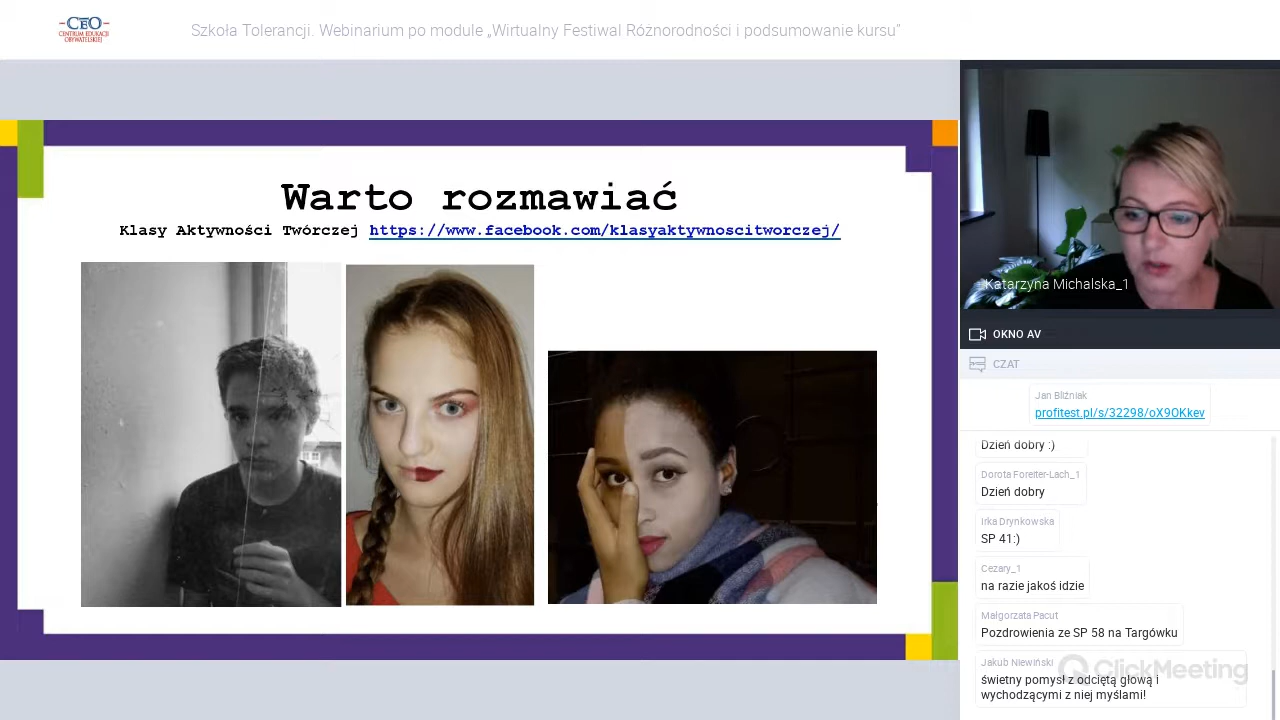 CEO
CENTRUM EDUKACJI
OBYWATELSKIEJ
Szkoła Tolerancji. Webinarium po module „Wirtualny Festiwal Różnorodności i podsumowanie kursu”
Warto rozmawiać
Klasy Aktywności Twórczej https://www.facebook.com/klasyaktywnoscitworczej/
Katarzyna Michalska_1
OKNO AV
CZAT
Jan Bliźniak
profitest.pl/s/32298/oX9OKkev
Dzień dobry :)
Dorota Foreiter-Lach_1
Dzień dobry
Irka Drynkowska
SP 41:)
Cezary_1
na razie jakoś idzie
Małgorzata Pacut
Pozdrowienia ze SP 58 na Targówku
Jakub Niewiński
świetny pomysł z odciętą głową i
wychodzącymi z niej myślami!
ClickMeeting